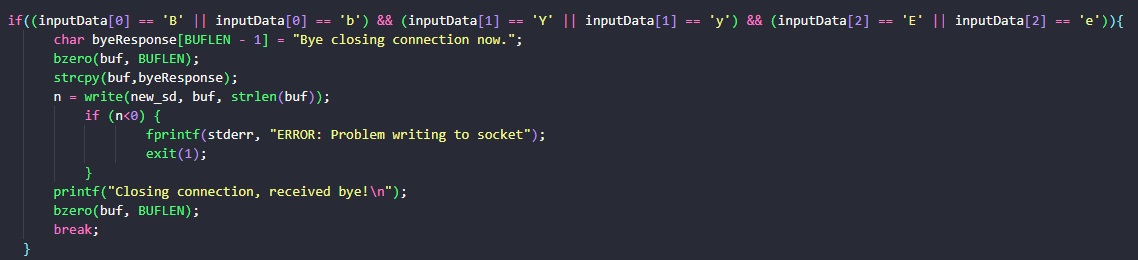 if((inputData[0] == 'B' || inputData[0] == 'b') && (inputData[1] == 'Y' || inputData[1] == 'y') && (inputData[2] == 'E' || inputData[2] == 'e')){
char byeResponse[BUFLEN - 1] = "Bye closing connection now.";
bzero(buf, BUFLEN);
strcpy(buf,byeResponse);
n = write(new_sd, buf, strlen(buf));
if (n<0) {
fprintf(stderr, "ERROR: Problem writing to socket");
exit(1);
}
printf("Closing connection, received bye!\n");
bzero(buf, BUFLEN);
break;
}